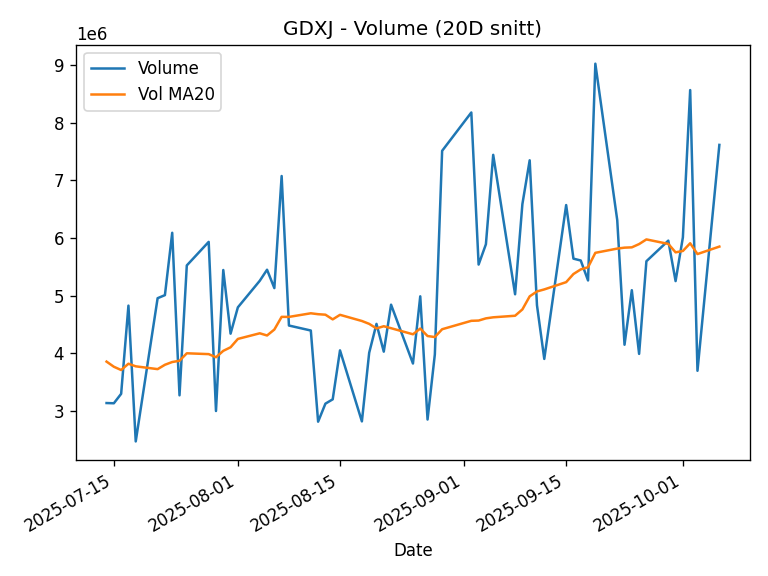 GDXJ - Volume (20D snitt)
1e6
Volume
Vol MA20
9
8
7
6
5
4
3
2025-07-15
2025-08-01
2025-08-15
2025-09-01
2025-09-15
2025-10-01
Date